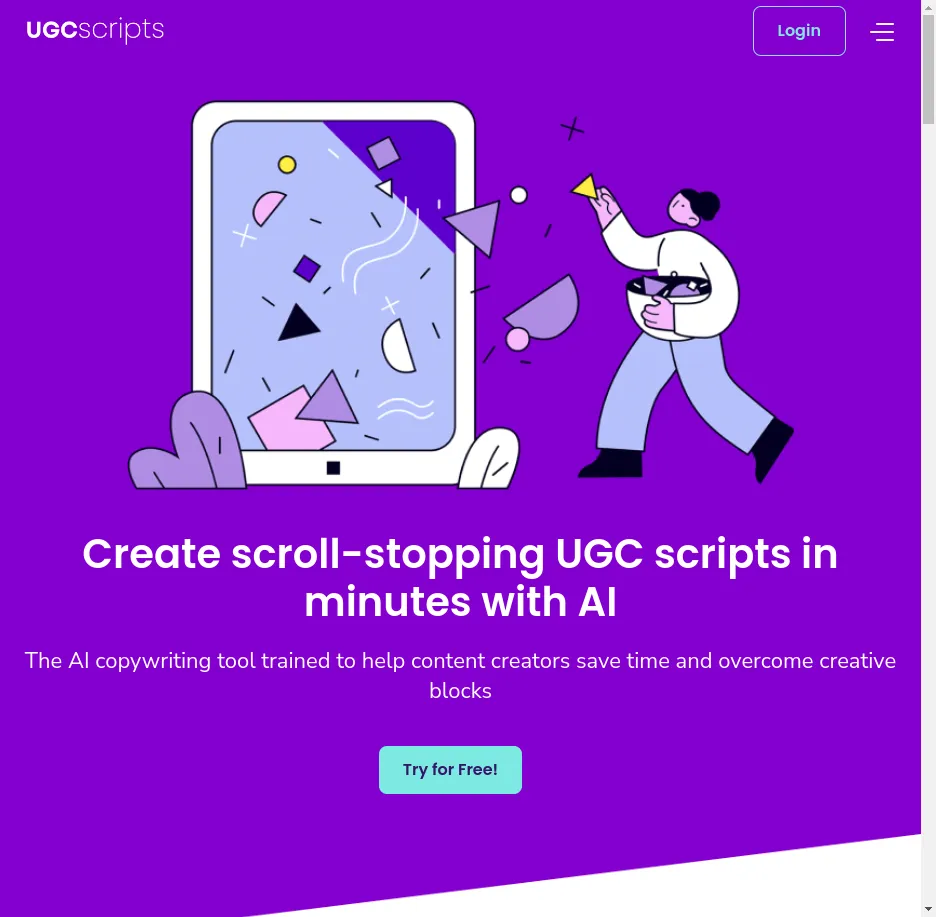 UGCscripts
Login
Create scroll-stopping UGC scripts in
minutes with AI
The AI copywriting tool trained to help content creators save time and overcome creative
blocks
Try for Free!